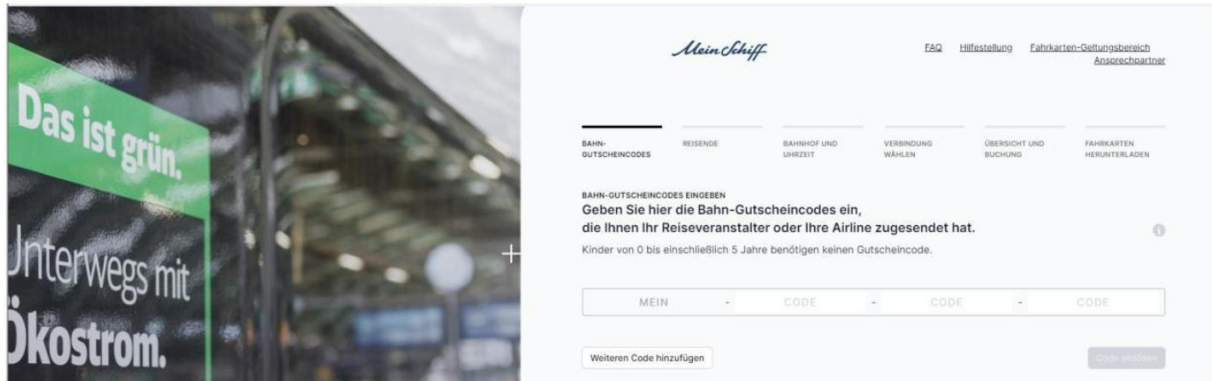 Das ist grün.
Unterwegs mit
Ökostrom.
Mein Schiff
FAQ Hilfestellung Fahrkarten-Geltungsbereich
Ansprechpartner
BAHN-
GUTSCHEINCODES
REISENDE
BAHNHOF UND
UHRZEIT
VERBINDUNG
WÄHLEN
ÜBERSICHT UND
BUCHUNG
FAHRKARTEN
HERUNTERLADEN
BAHN-GUTSCHEINCODES EINGEBEN
Geben Sie hier die Bahn-Gutscheincodes ein,
die Ihnen Ihr Reiseveranstalter oder Ihre Airline zugesendet hat.
Kinder von 0 bis einschließlich 5 Jahre benötigen keinen Gutscheincode.
MEIN - CODE - CODE - CODE
Weiteren Code hinzufügen
Code einlösen